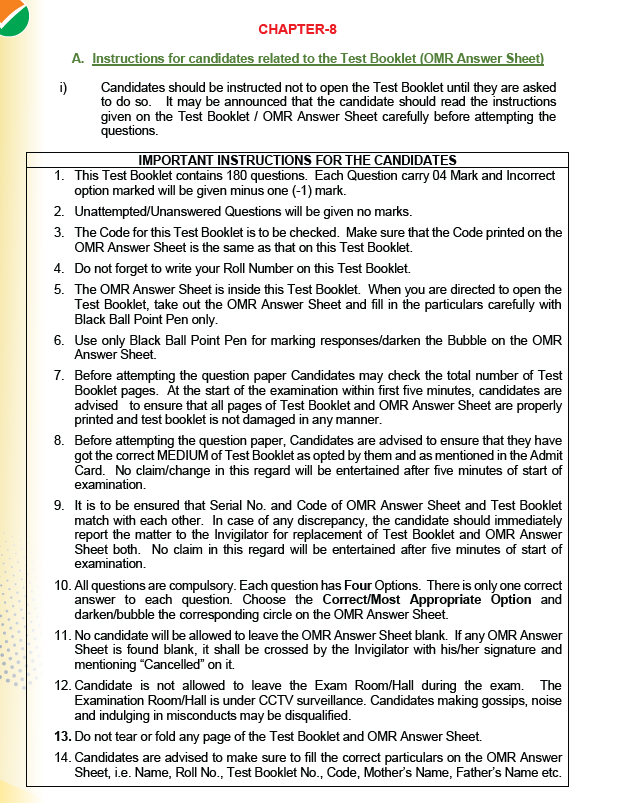 CHAPTER-8
A. Instructions for candidates related to the Test Booklet (OMR Answer Sheet)
i) Candidates should be instructed not to open the Test Booklet until they are asked
to do so. It may be announced that the candidate should read the instructions
given on the Test Booklet / OMR Answer Sheet carefully before attempting the
questions.
IMPORTANT INSTRUCTIONS FOR THE CANDIDATES
1. This Test Booklet contains 180 questions. Each Question carry 04 Mark and Incorrect
option marked will be given minus one (-1) mark.
2. Unattempted/Unanswered Questions will be given no marks.
3. The Code for this Test Booklet is to be checked. Make sure that the Code printed on the
OMR Answer Sheet is the same as that on this Test Booklet.
4. Do not forget to write your Roll Number on this Test Booklet.
5. The OMR Answer Sheet is inside this Test Booklet. When you are directed to open the
Test Booklet, take out the OMR Answer Sheet and fill in the particulars carefully with
Black Ball Point Pen only.
6. Use only Black Ball Point Pen for marking responses/darken the Bubble on the OMR
Answer Sheet.
7. Before attempting the question paper Candidates may check the total number of Test
Booklet pages. At the start of the examination within first five minutes, candidates are
advised to ensure that all pages of Test Booklet and OMR Answer Sheet are properly
printed and test booklet is not damaged in any manner.
8. Before attempting the question paper, Candidates are advised to ensure that they have
got the correct MEDIUM of Test Booklet as opted by them and as mentioned in the Admit
Card. No claim/change in this regard will be entertained after five minutes of start of
examination.
9. It is to be ensured that Serial No. and Code of OMR Answer Sheet and Test Booklet
match with each other. In case of any discrepancy, the candidate should immediately
report the matter to the Invigilator for replacement of Test Booklet and OMR Answer
Sheet both. No claim in this regard will be entertained after five minutes of start of
examination.
10. All questions are compulsory. Each question has Four Options. There is only one correct
answer to each question. Choose the Correct/Most Appropriate Option and
darken/bubble the corresponding circle on the OMR Answer Sheet.
11. No candidate will be allowed to leave the OMR Answer Sheet blank. If any OMR Answer
Sheet is found blank, it shall be crossed by the Invigilator with his/her signature and
mentioning “Cancelled” on it.
12. Candidate is not allowed to leave the Exam Room/Hall during the exam. The
Examination Room/Hall is under CCTV surveillance. Candidates making gossips, noise
and indulging in misconducts may be disqualified.
13. Do not tear or fold any page of the Test Booklet and OMR Answer Sheet.
14. Candidates are advised to make sure to fill the correct particulars on the OMR Answer
Sheet, i.e. Name, Roll No., Test Booklet No., Code, Mother’s Name, Father’s Name etc.